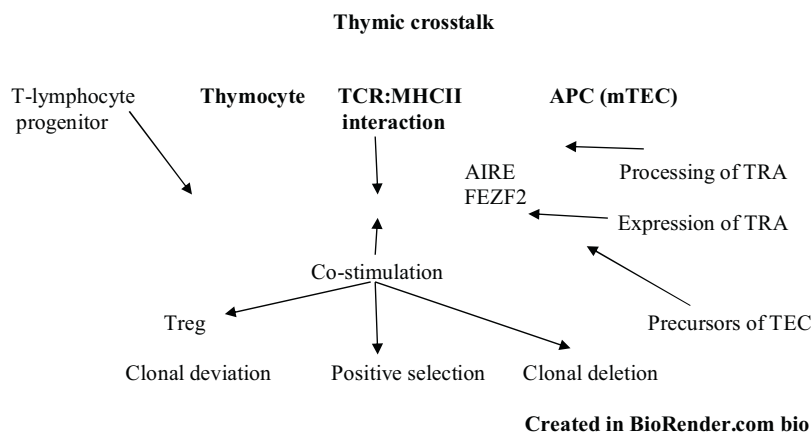 Thymic crosstalk
T-lymphocyte
progenitor
Thymocyte
TCR:MHCII
interaction
APC (mTEC)
AIRE
FEZF2
Processing of TRA
Expression of TRA
Co-stimulation
Treg
Precursors of TEC
Clonal deviation
Positive selection
Clonal deletion
Created in BioRender.com bio